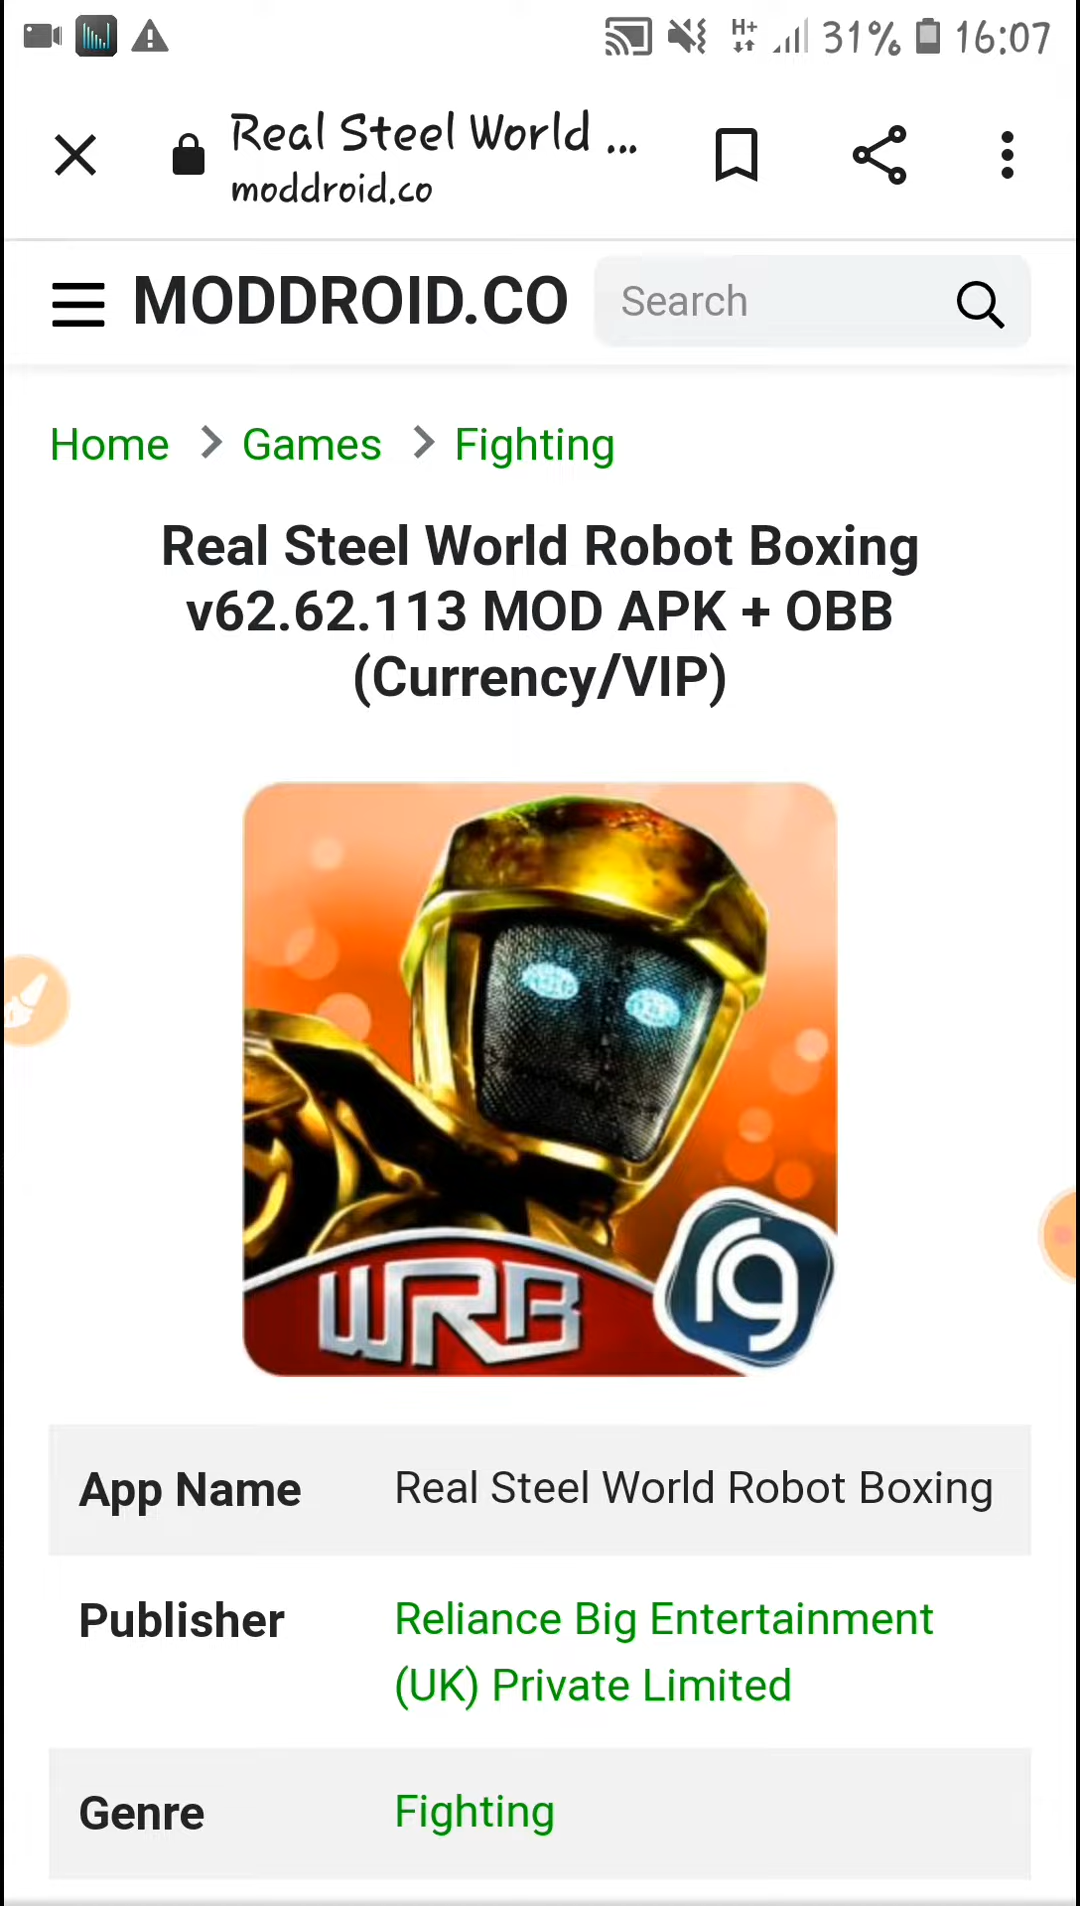 H+ 31% 16:07
Real Steel World ...
moddroid.co
MODDROID.CO Search
Home > Games > Fighting
Real Steel World Robot Boxing
v62.62.113 MOD APK + OBB
(Currency/VIP)
WRB rg
App Name Real Steel World Robot Boxing
Publisher Reliance Big Entertainment
(UK) Private Limited
Genre Fighting